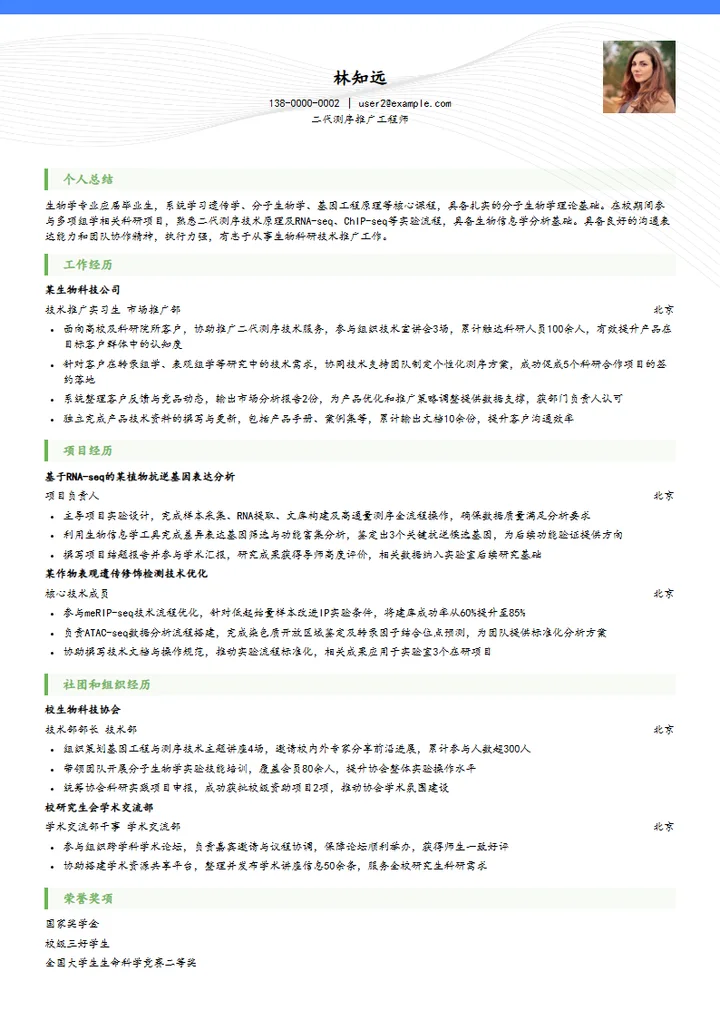 林知远
138-0000-0002 | user2@example.com
二代测序推广工程师
个人总结
生物学专业应届毕业生，系统学习遗传学、分子生物学、基因工程原理等核心课程，具备扎实的分子生物学理论基础。在校期间参
与多项组学相关科研项目，熟悉二代测序技术原理及RNA-seq、ChIP-seq等实验流程，具备生物信息学分析基础。具备良好的沟通表
达能力和团队协作精神，执行力强，有志于从事生物科研技术推广工作。
工作经历
某生物科技公司
技术推广实习生 市场推广部 北京
• 面向高校及科研院所客户，协助推广二代测序技术服务，参与组织技术宣讲会3场，累计触达科研人员100余人，有效提升产品在
目标客户群体中的认知度
• 针对客户在转录组学、表观组学等研究中的技术需求，协同技术支持团队制定个性化测序方案，成功促成5个科研合作项目的签
约落地
• 系统整理客户反馈与竞品动态，输出市场分析报告2份，为产品优化和推广策略调整提供数据支撑，获部门负责人认可
• 独立完成产品技术资料的撰写与更新，包括产品手册、案例集等，累计输出文档10余份，提升客户沟通效率
项目经历
基于RNA-seq的某植物抗逆基因表达分析
项目负责人 北京
• 主导项目实验设计，完成样本采集、RNA提取、文库构建及高通量测序全流程操作，确保数据质量满足分析要求
• 利用生物信息学工具完成差异表达基因筛选与功能富集分析，鉴定出3个关键抗逆候选基因，为后续功能验证提供方向
• 撰写项目结题报告并参与学术汇报，研究成果获得导师高度评价，相关数据纳入实验室后续研究基础
某作物表观遗传修饰检测技术优化
核心技术成员 北京
• 参与meRIP-seq技术流程优化，针对低起始量样本改进IP实验条件，将建库成功率从60%提升至85%
• 负责ATAC-seq数据分析流程搭建，完成染色质开放区域鉴定及转录因子结合位点预测，为团队提供标准化分析方案
• 协助撰写技术文档与操作规范，推动实验流程标准化，相关成果应用于实验室3个在研项目
社团和组织经历
校生物科技协会
技术部部长 技术部 北京
• 组织策划基因工程与测序技术主题讲座4场，邀请校内外专家分享前沿进展，累计参与人数超300人
• 带领团队开展分子生物学实验技能培训，覆盖会员80余人，提升协会整体实验操作水平
• 统筹协会科研实践项目申报，成功获批校级资助项目2项，推动协会学术氛围建设
校研究生会学术交流部
学术交流部干事 学术交流部 北京
• 参与组织跨学科学术论坛，负责嘉宾邀请与议程协调，保障论坛顺利举办，获得师生一致好评
• 协助搭建学术资源共享平台，整理并发布学术讲座信息50余条，服务全校研究生科研需求
荣誉奖项
国家奖学金
校级三好学生
全国大学生生命科学竞赛二等奖